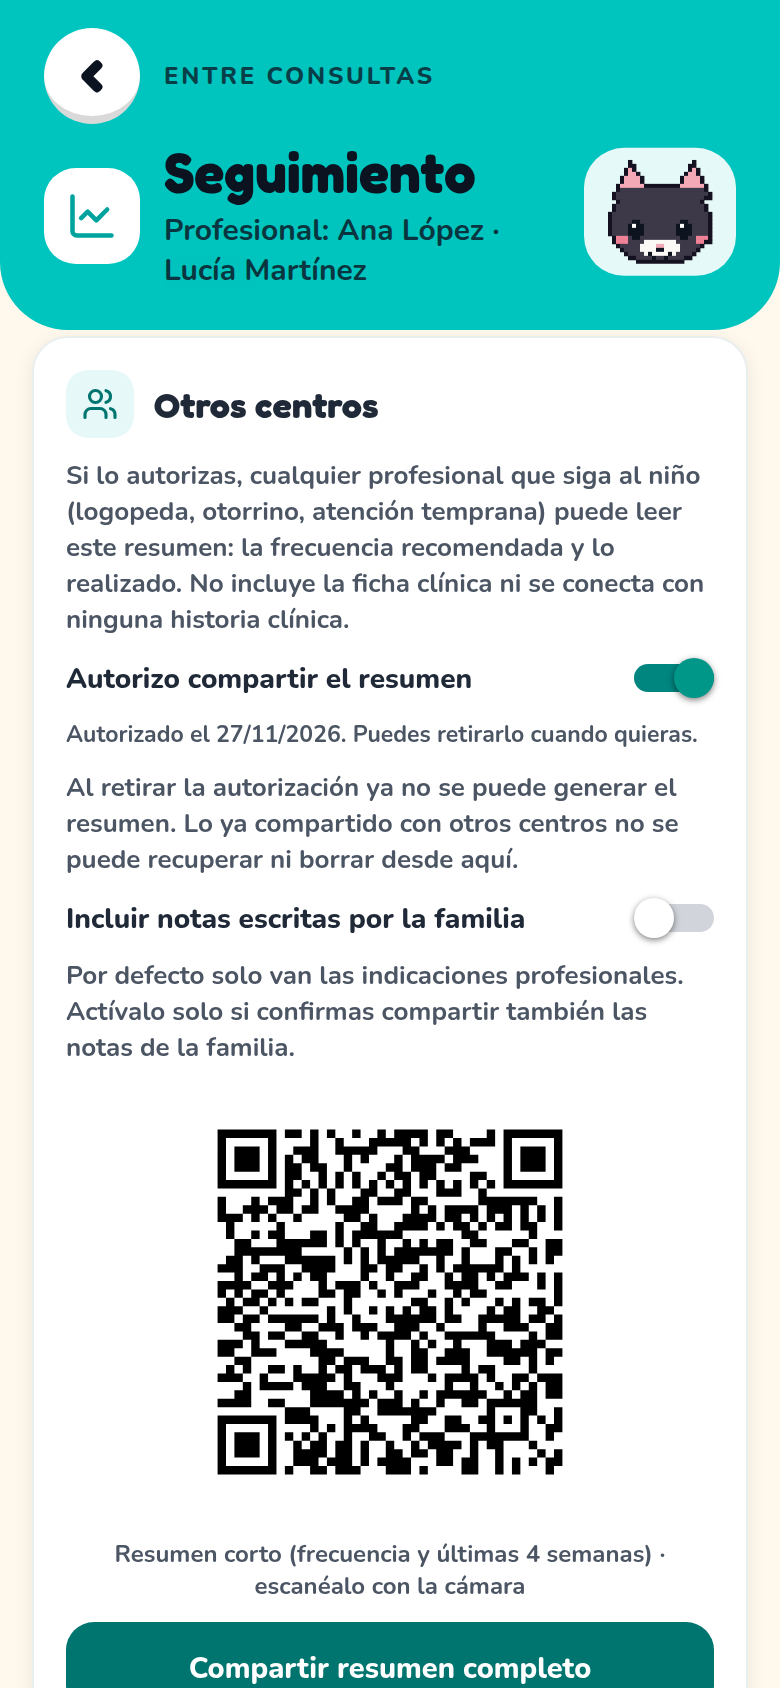 ENTRE CONSULTAS
Seguimiento
Profesional: Ana López ·
Lucía Martínez
Otros centros
Si lo autorizas, cualquier profesional que siga al niño
(logopeda, otorrino, atención temprana) puede leer
este resumen: la frecuencia recomendada y lo
realizado. No incluye la ficha clínica ni se conecta con
ninguna historia clínica.
Autorizo compartir el resumen
Autorizado el 27/11/2026. Puedes retirarlo cuando quieras.
Al retirar la autorización ya no se puede generar el
resumen. Lo ya compartido con otros centros no se
puede recuperar ni borrar desde aquí.
Incluir notas escritas por la familia
Por defecto solo van las indicaciones profesionales.
Actívalo solo si confirmas compartir también las
notas de la familia.
Resumen corto (frecuencia y últimas 4 semanas) ·
escanéalo con la cámara
Compartir resumen completo